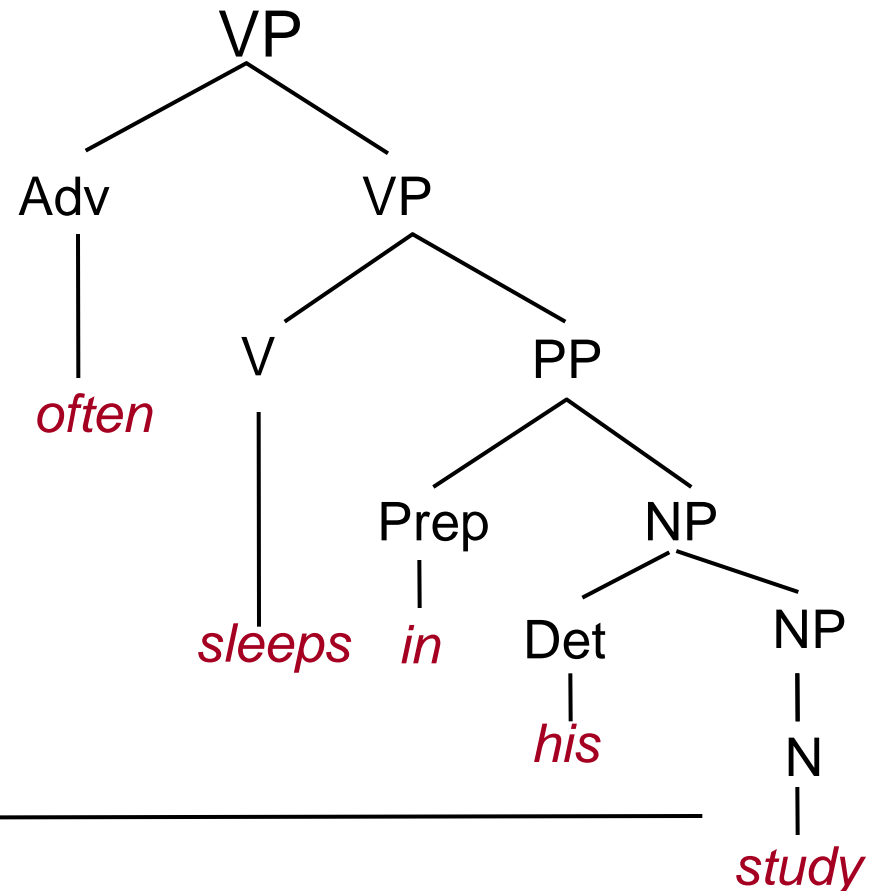 VP
Adv VP
V PP
often
Prep NP
sleeps in Det NP
his N
study